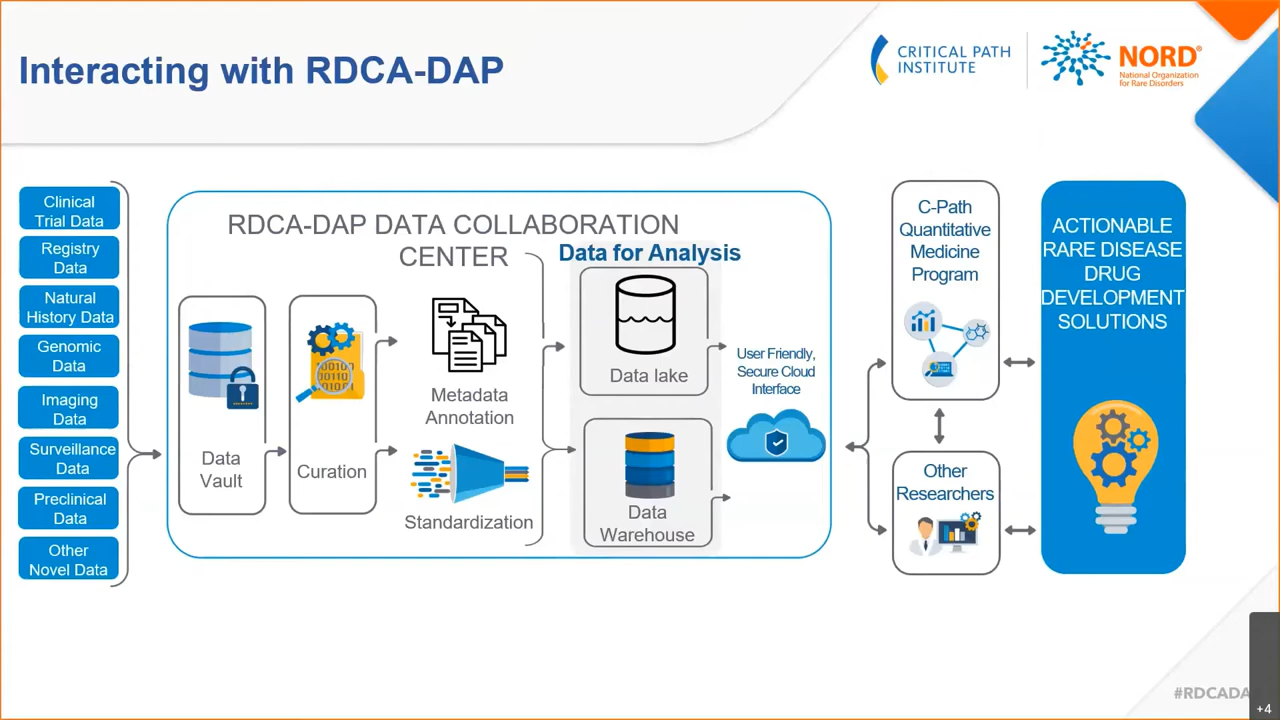 Interacting with RDCA-DAP
CRITICAL PATH
INSTITUTE
NORD®
National Organization
for Rare Disorders
Clinical
Trial Data
Registry
Data
Natural
History Data
Genomic
Data
Imaging
Data
Surveillance
Data
Preclinical
Data
Other
Novel Data
RDCA-DAP DATA COLLABORATION
CENTER
Data Vault
Curation
Metadata
Annotation
Standardization
Data for Analysis
Data lake
Data
Warehouse
User Friendly,
Secure Cloud
Interface
C-Path
Quantitative
Medicine
Program
Other
Researchers
ACTIONABLE
RARE DISEASE
DRUG
DEVELOPMENT
SOLUTIONS
#RDCADA
+4